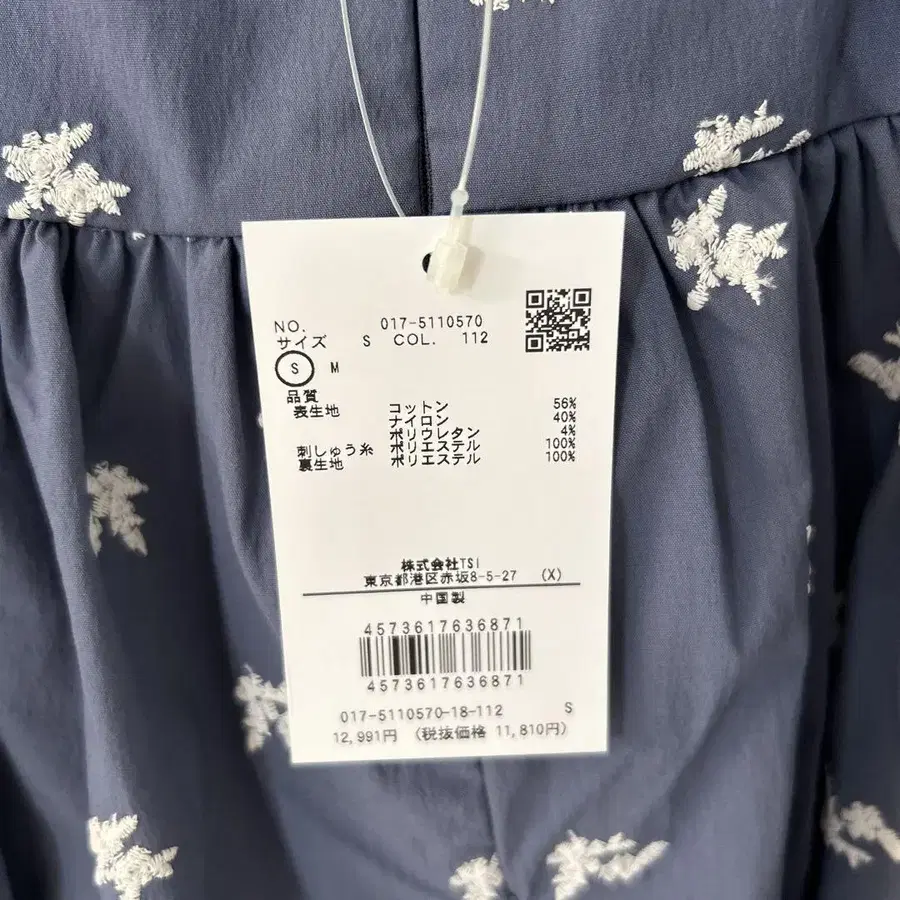 NO. 017-5110570
サイズ S COL. 112
S M
品質
表生地 コットン 56%
ナイロン 40%
ポリウレタン 4%
刺しゅう糸 ポリエステル 100%
裏生地 ポリエステル 100%
株式会社TSI
東京都港区赤坂8-5-27 (X)
中国製
4573617636871
4573617636871
017-5110570-18-112 S
12,991円 (税抜価格 11,810円)